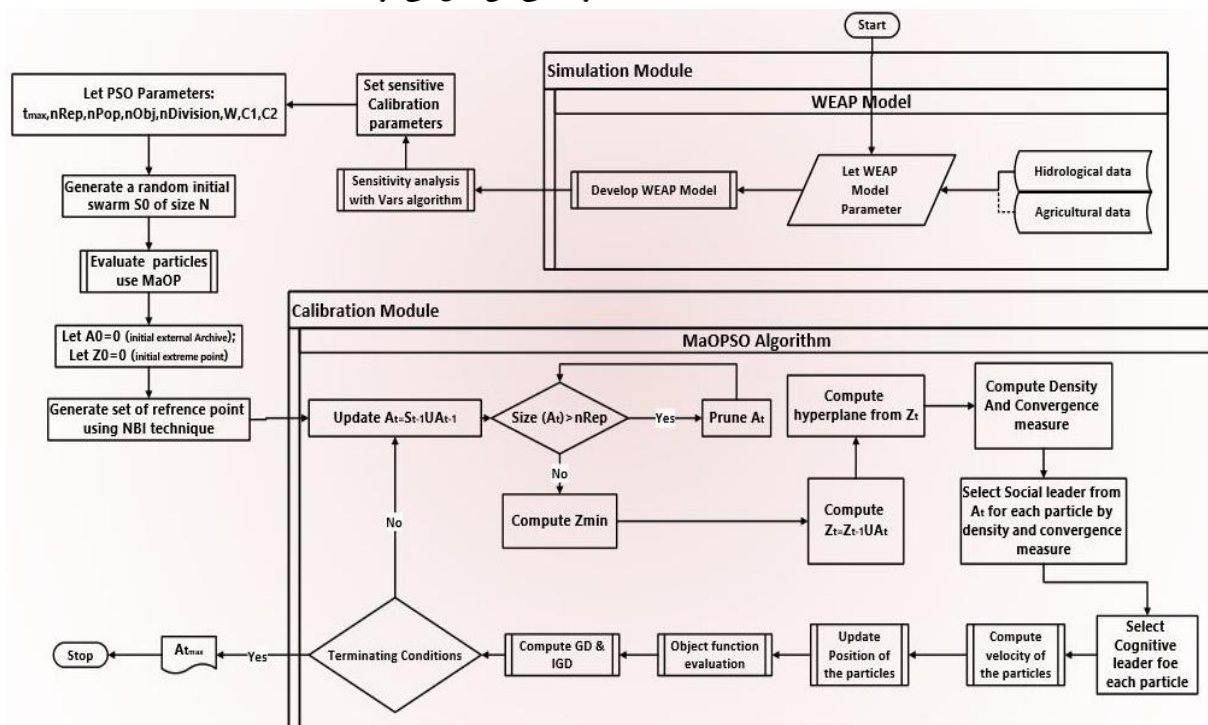 Start
Simulation Module
WEAP Model
Hidrological data
Agricultural data
Let WEAP
Model
Parameter
Develop WEAP Model
Sensitivity analysis
with Vars algorithm
Set sensitive
Calibration
parameters
Let PSO Parameters:
tmax,nRep,nPop,nObj,nDivision,W,C1,C2
Generate a random initial
swarm S0 of size N
Evaluate particles
use MaOP
Let A0=0 (initial external Archive);
Let Z0=0 (initial extreme point)
Generate set of refrence point
using NBI technique
Calibration Module
MaOPSO Algorithm
Update At=St-1UAt-1
Size (At)>nRep
Yes
Prune At
No
Compute Zmin
Compute
Zt=Zt-1UAt
Compute
hyperplane from Zt
Compute Density
And Convergence
measure
Select Social leader from
At for each particle by
density and convergence
measure
Select
Cognitive
leader foe
each particle
Compute
velocity of
the particles
Update
Position of
the particles
Object function
evaluation
Compute GD &
IGD
Terminating Conditions
No
Yes
Atmax
Stop